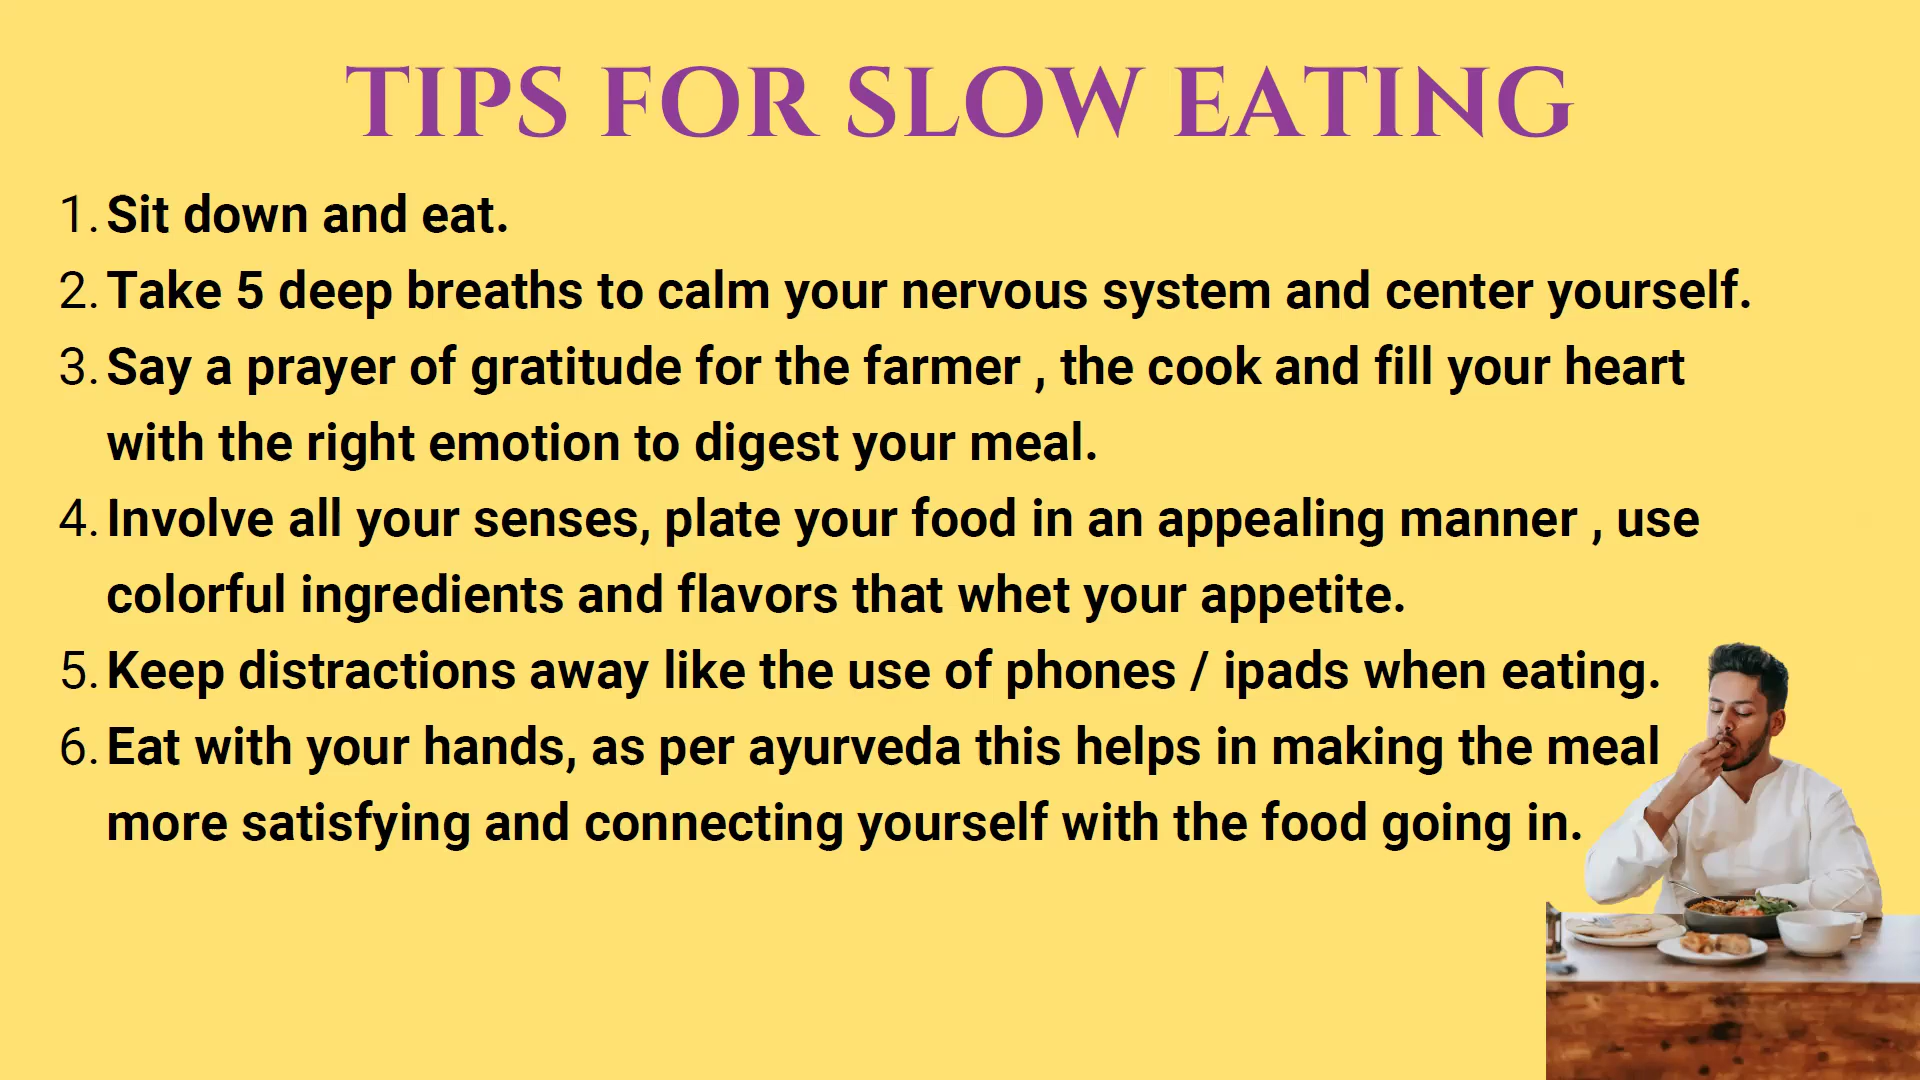 TIPS FOR SLOW EATING
1. Sit down and eat.
2. Take 5 deep breaths to calm your nervous system and center yourself.
3. Say a prayer of gratitude for the farmer , the cook and fill your heart
with the right emotion to digest your meal.
4. Involve all your senses, plate your food in an appealing manner , use
colorful ingredients and flavors that whet your appetite.
5. Keep distractions away like the use of phones / ipads when eating.
6. Eat with your hands, as per ayurveda this helps in making the meal
more satisfying and connecting yourself with the food going in.